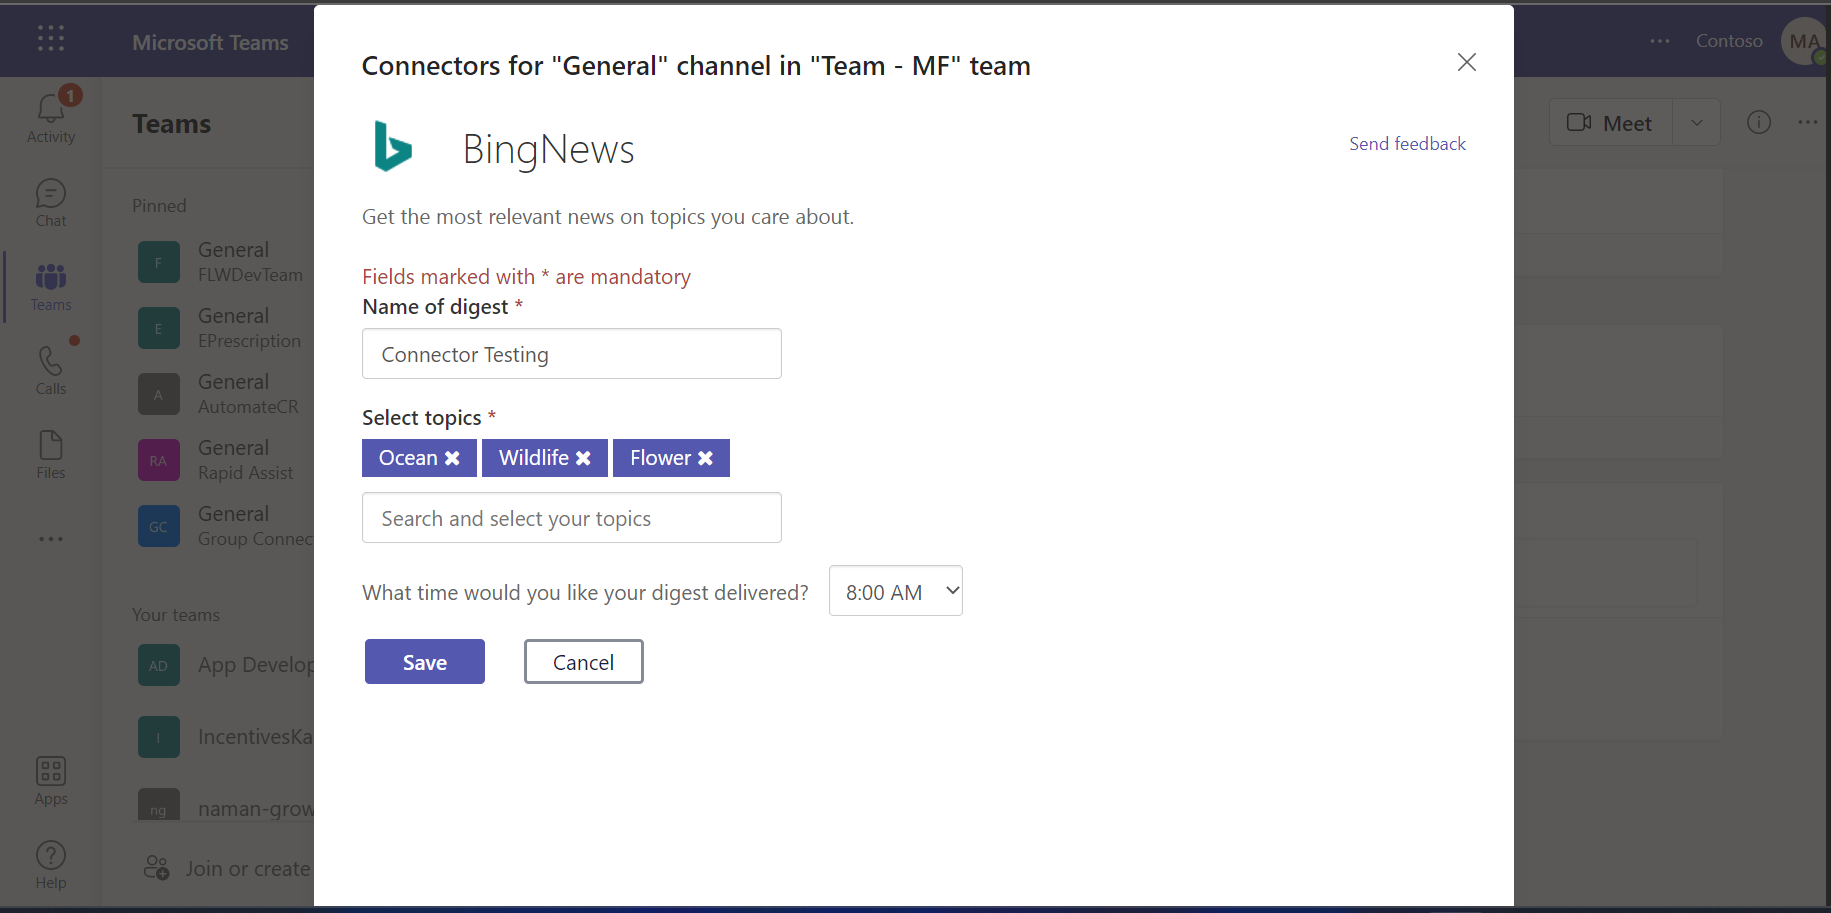 Microsoft Teams
Contoso
MA
1
Activity
Chat
Teams
Calls
Files
Apps
Help
Teams
Pinned
F
General
FLWDevTeam
E
General
EPrescription
A
General
AutomateCR
RA
General
Rapid Assist
GC
General
Group Connec
Your teams
AD
App Develop
I
IncentivesKa
ng
naman-grow
Join or create
Connectors for "General" channel in "Team - MF" team
BingNews
Send feedback
Get the most relevant news on topics you care about.
Fields marked with * are mandatory
Name of digest *
Connector Testing
Select topics *
Ocean ✖ Wildlife ✖ Flower ✖
Search and select your topics
What time would you like your digest delivered? 8:00 AM
Save Cancel
Meet